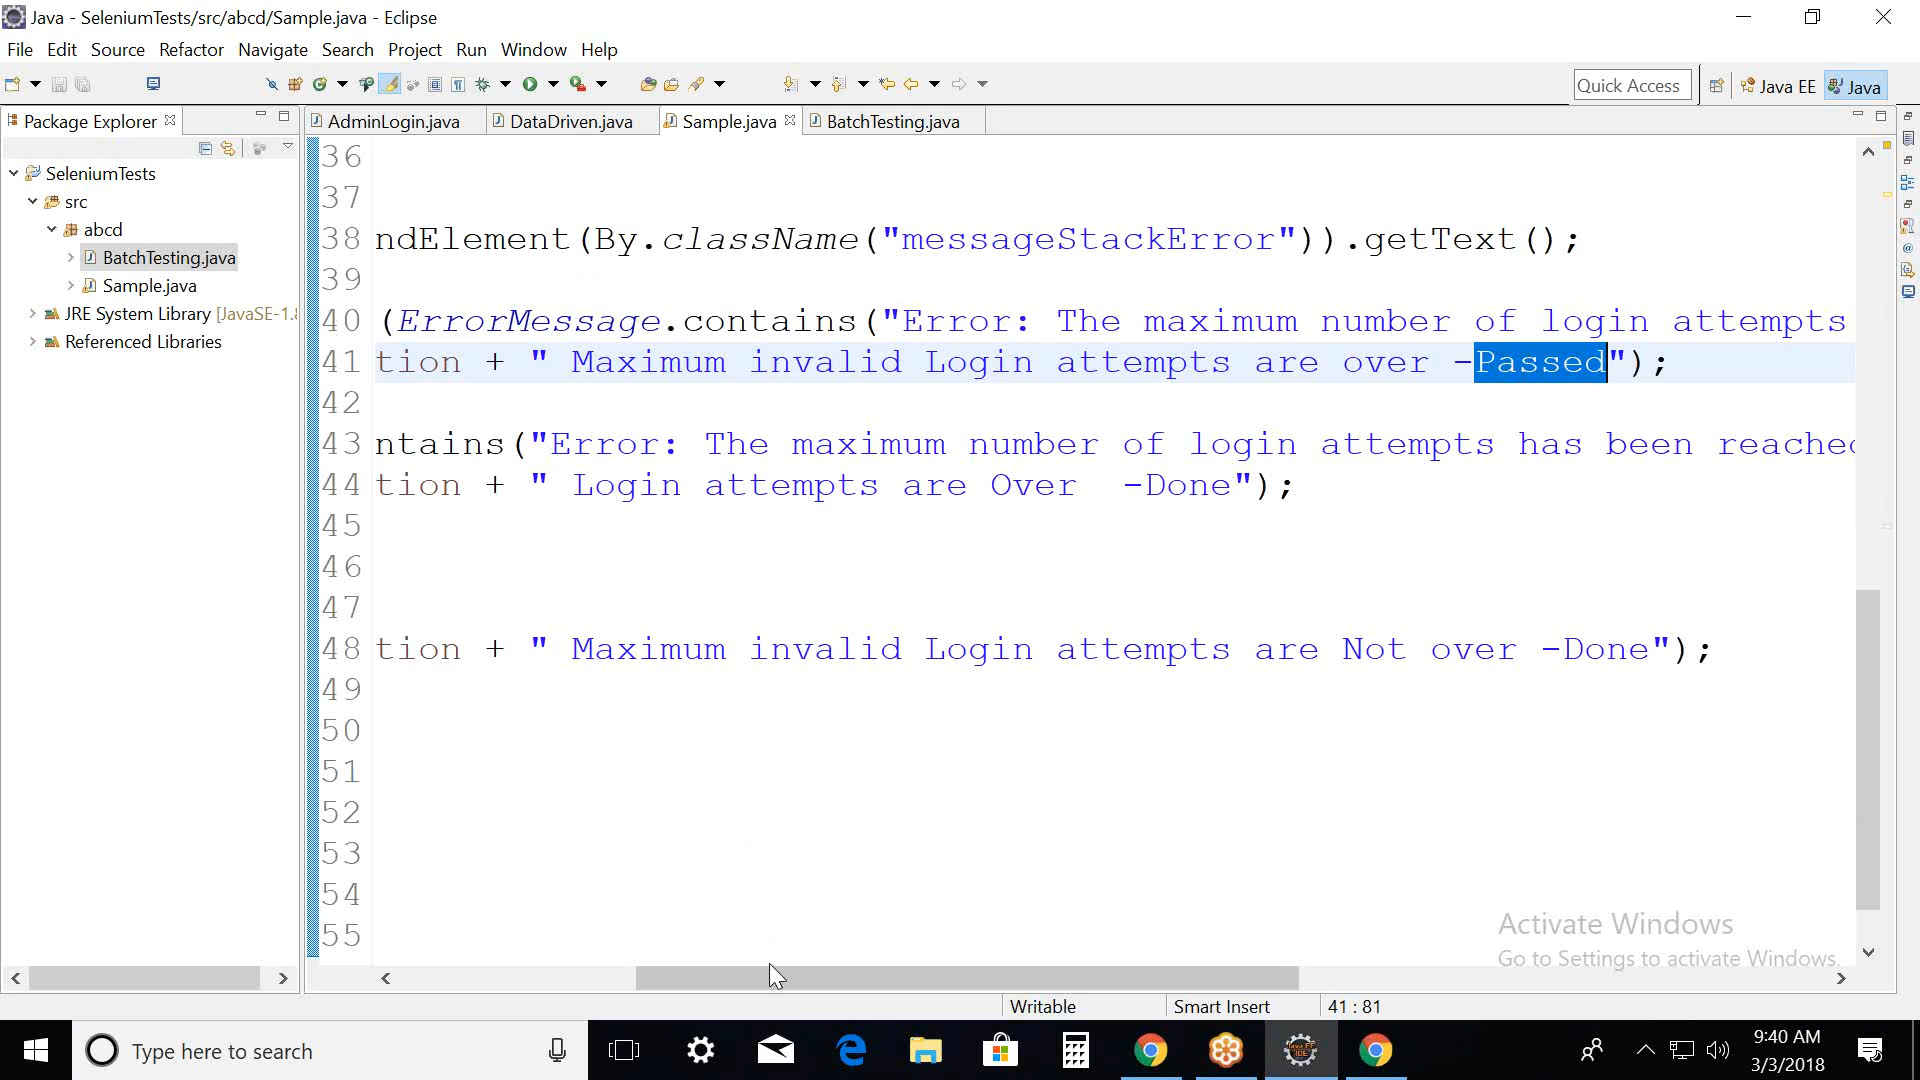 Java - SeleniumTests/src/abcd/Sample.java - Eclipse
File Edit Source Refactor Navigate Search Project Run Window Help
Quick Access
Java EE
Java
Package Explorer
AdminLogin.java
DataDriven.java
Sample.java
BatchTesting.java
SeleniumTests
src
abcd
BatchTesting.java
Sample.java
JRE System Library [JavaSE-1.8
Referenced Libraries
36
37
38 ndElement(By.className("messageStackError")).getText();
39
40 (ErrorMessage.contains("Error: The maximum number of login attempts
41 tion + " Maximum invalid Login attempts are over -Passed");
42
43 ntains("Error: The maximum number of login attempts has been reached
44 tion + " Login attempts are Over  -Done");
45
46
47
48 tion + " Maximum invalid Login attempts are Not over -Done");
49
50
51
52
53
54
55
Activate Windows
Go to Settings to activate Windows.
Writable
Smart Insert
41 : 81
Type here to search
9:40 AM
3/3/2018